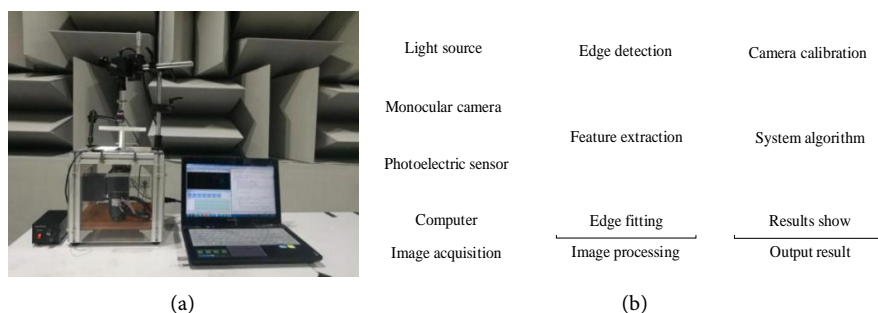 Light source
Edge detection
Camera calibration
Monocular camera
Feature extraction
System algorithm
Photoelectric sensor
Computer
Edge fitting
Results show
Image acquisition
Image processing
Output result
(a)
(b)